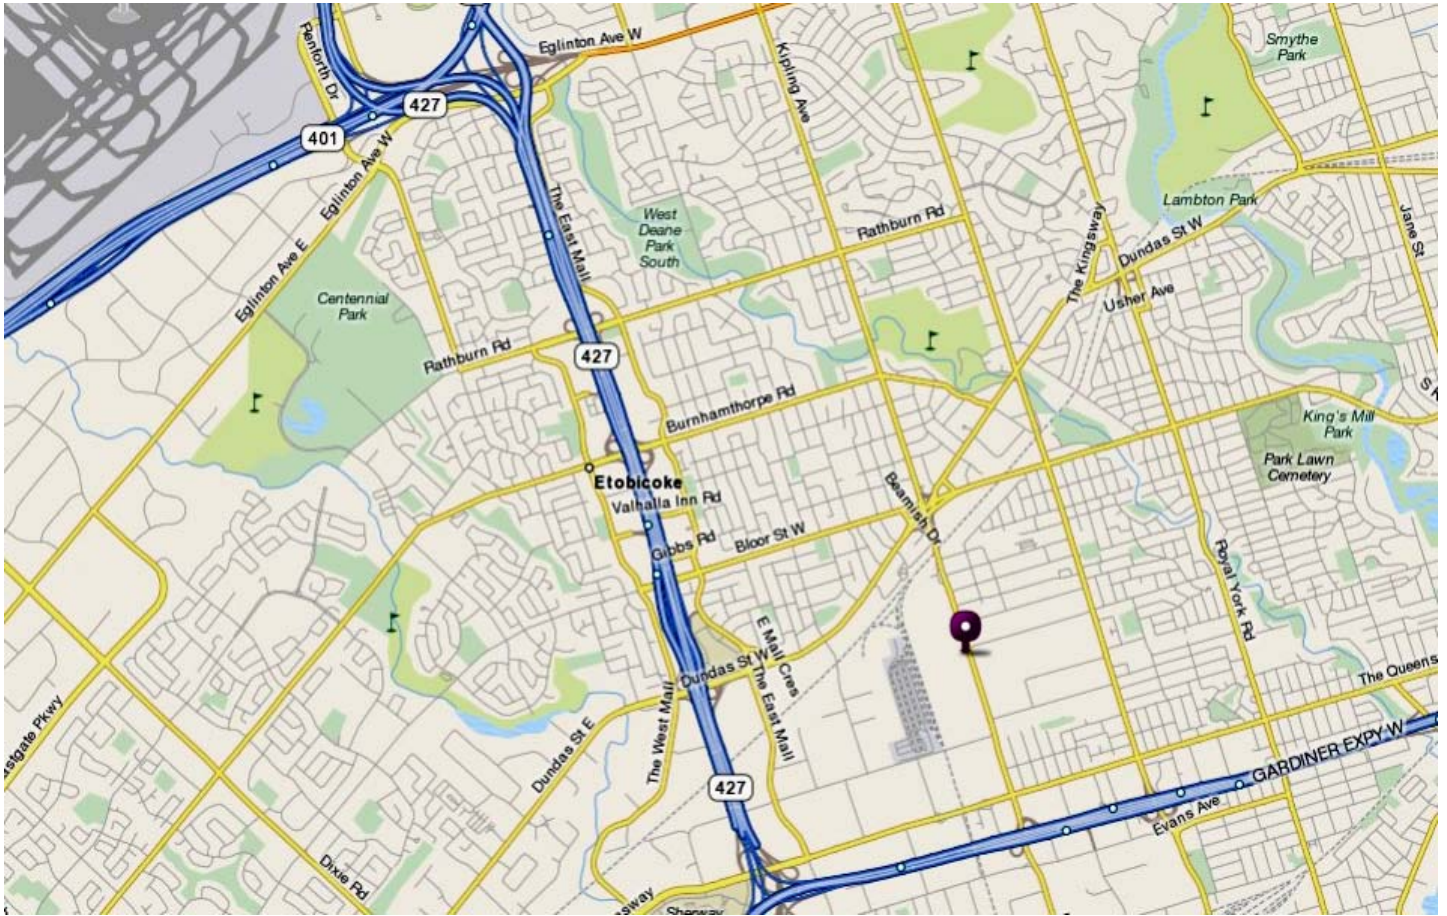 Renforth Dr
Eglinton Ave W
Kipling Ave
Smythe
Park
427
401
Eglinton Ave W
The East Mall
West
Deane
Park
South
Rathburn Rd
The Kingsway
Lambton Park
Dundas St W
Jane St
Usher Ave
Eglinton Ave E
Centennial
Park
Rathburn Rd
427
Burnhamthorpe Rd
King's Mill
Park
Park Lawn
Cemetery
Etobicoke
Valhalla Inn Rd
Beamish Dr
Gibbs Rd
Bloor St W
Royal York Rd
E Mall Cres
Dundas St W
The East Mall
The West Mall
The Queens
Dundas St E
427
GARDINER EXPY W
Evans Ave
Dixie Rd
Sherway